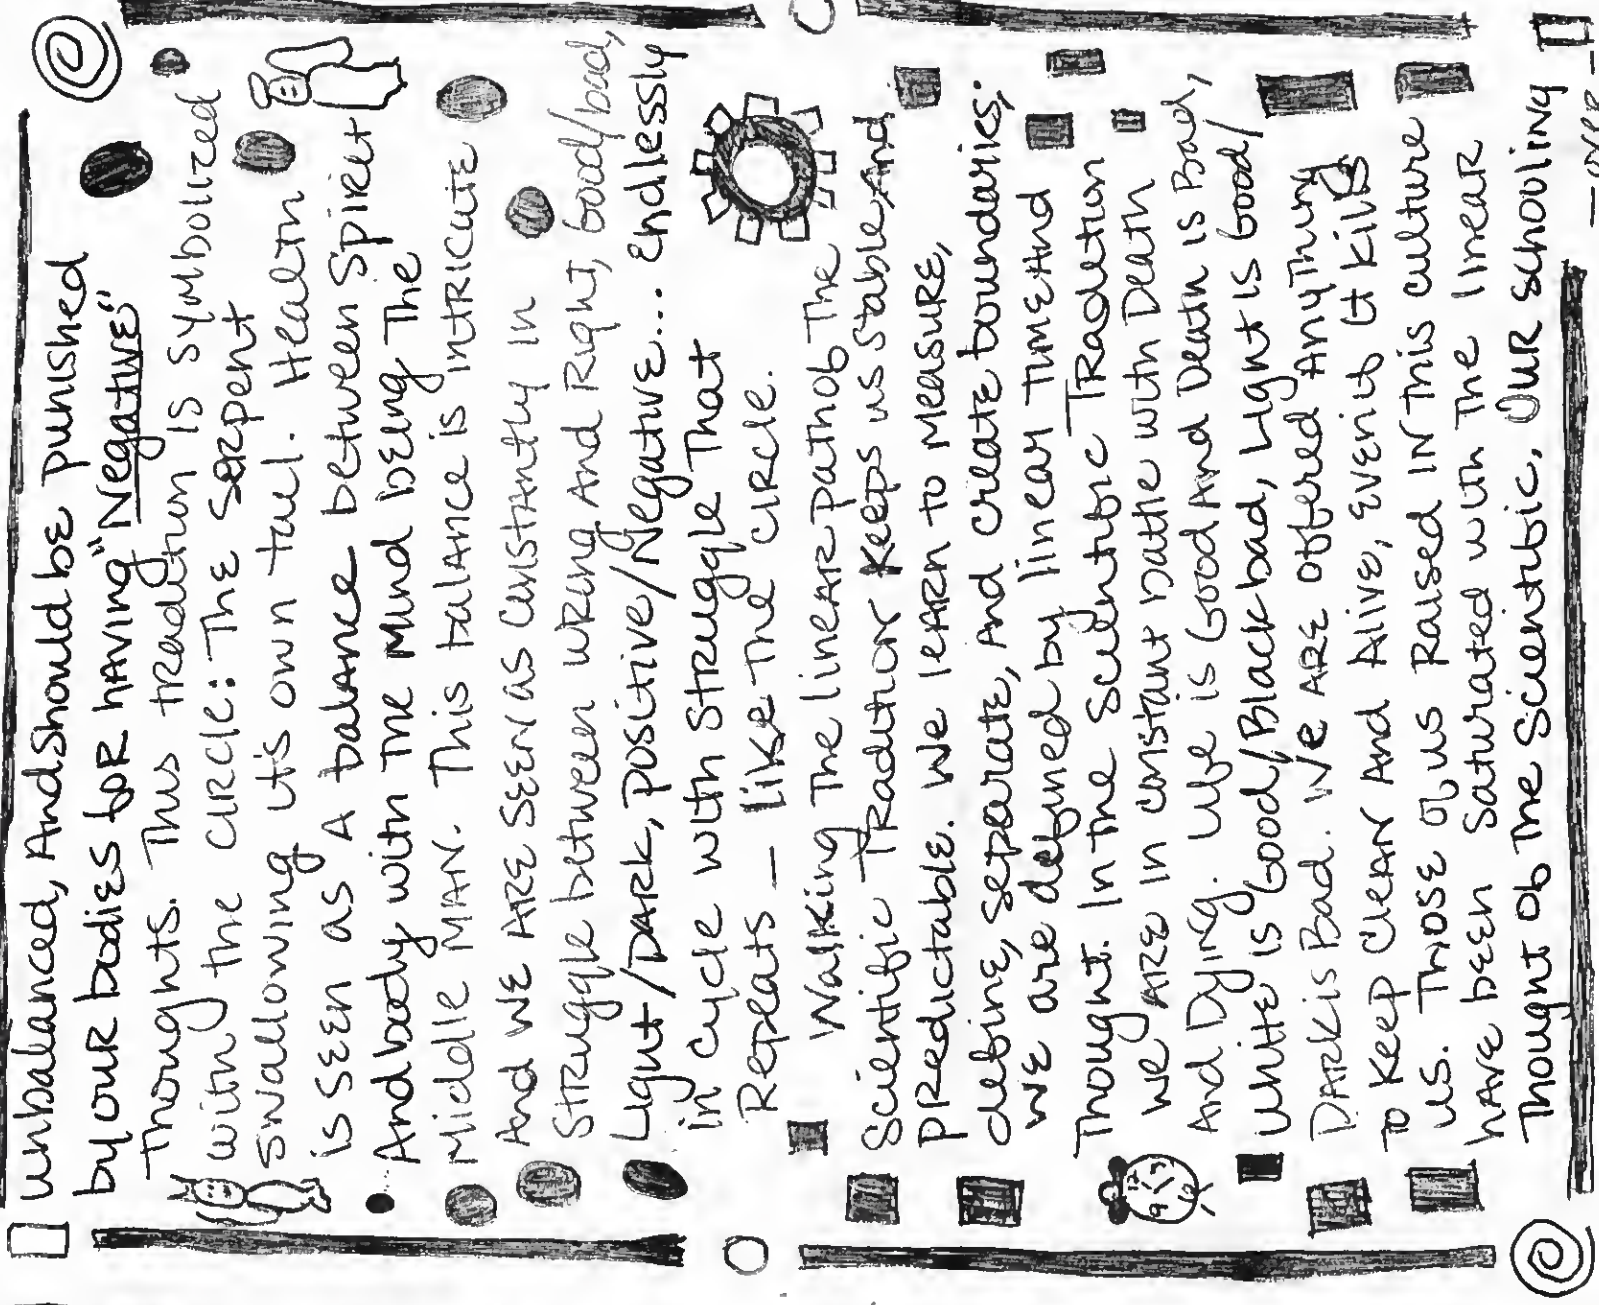 unbalanced, And should be punished
by our bodies for having "Negative"
Thoughts. This tradition is symbolized
with the circle: The serpent
swallowing it's own tail. Health
is seen as A balance between Spirit
And body with the Mind being The
Middle MAN. This balance is intricate
And we ARE seen as constantly in
Struggle between wrong And Right, Good/bad,
Light/DARK, positive/Negative... endlessly
in cycle with struggle That
Repeats — like The circle.
Walking The linear path of The
Scientific Tradition keeps us stable And
predictable. We learn to Measure,
define, separate, And create boundaries;
we are defined by linear Time And
Thought. In the Scientific Tradition
we are in constant battle with Death
And Dying. Life is Good And Death is Bad,
White is Good/Black bad, Light is Good/
DARK is Bad. We ARE offered Anything
To keep Clean And Alive, even if it kills
us. Those of us Raised IN This culture
have been saturated with The linear
Thought of The Scientific. Our schooling
—over—